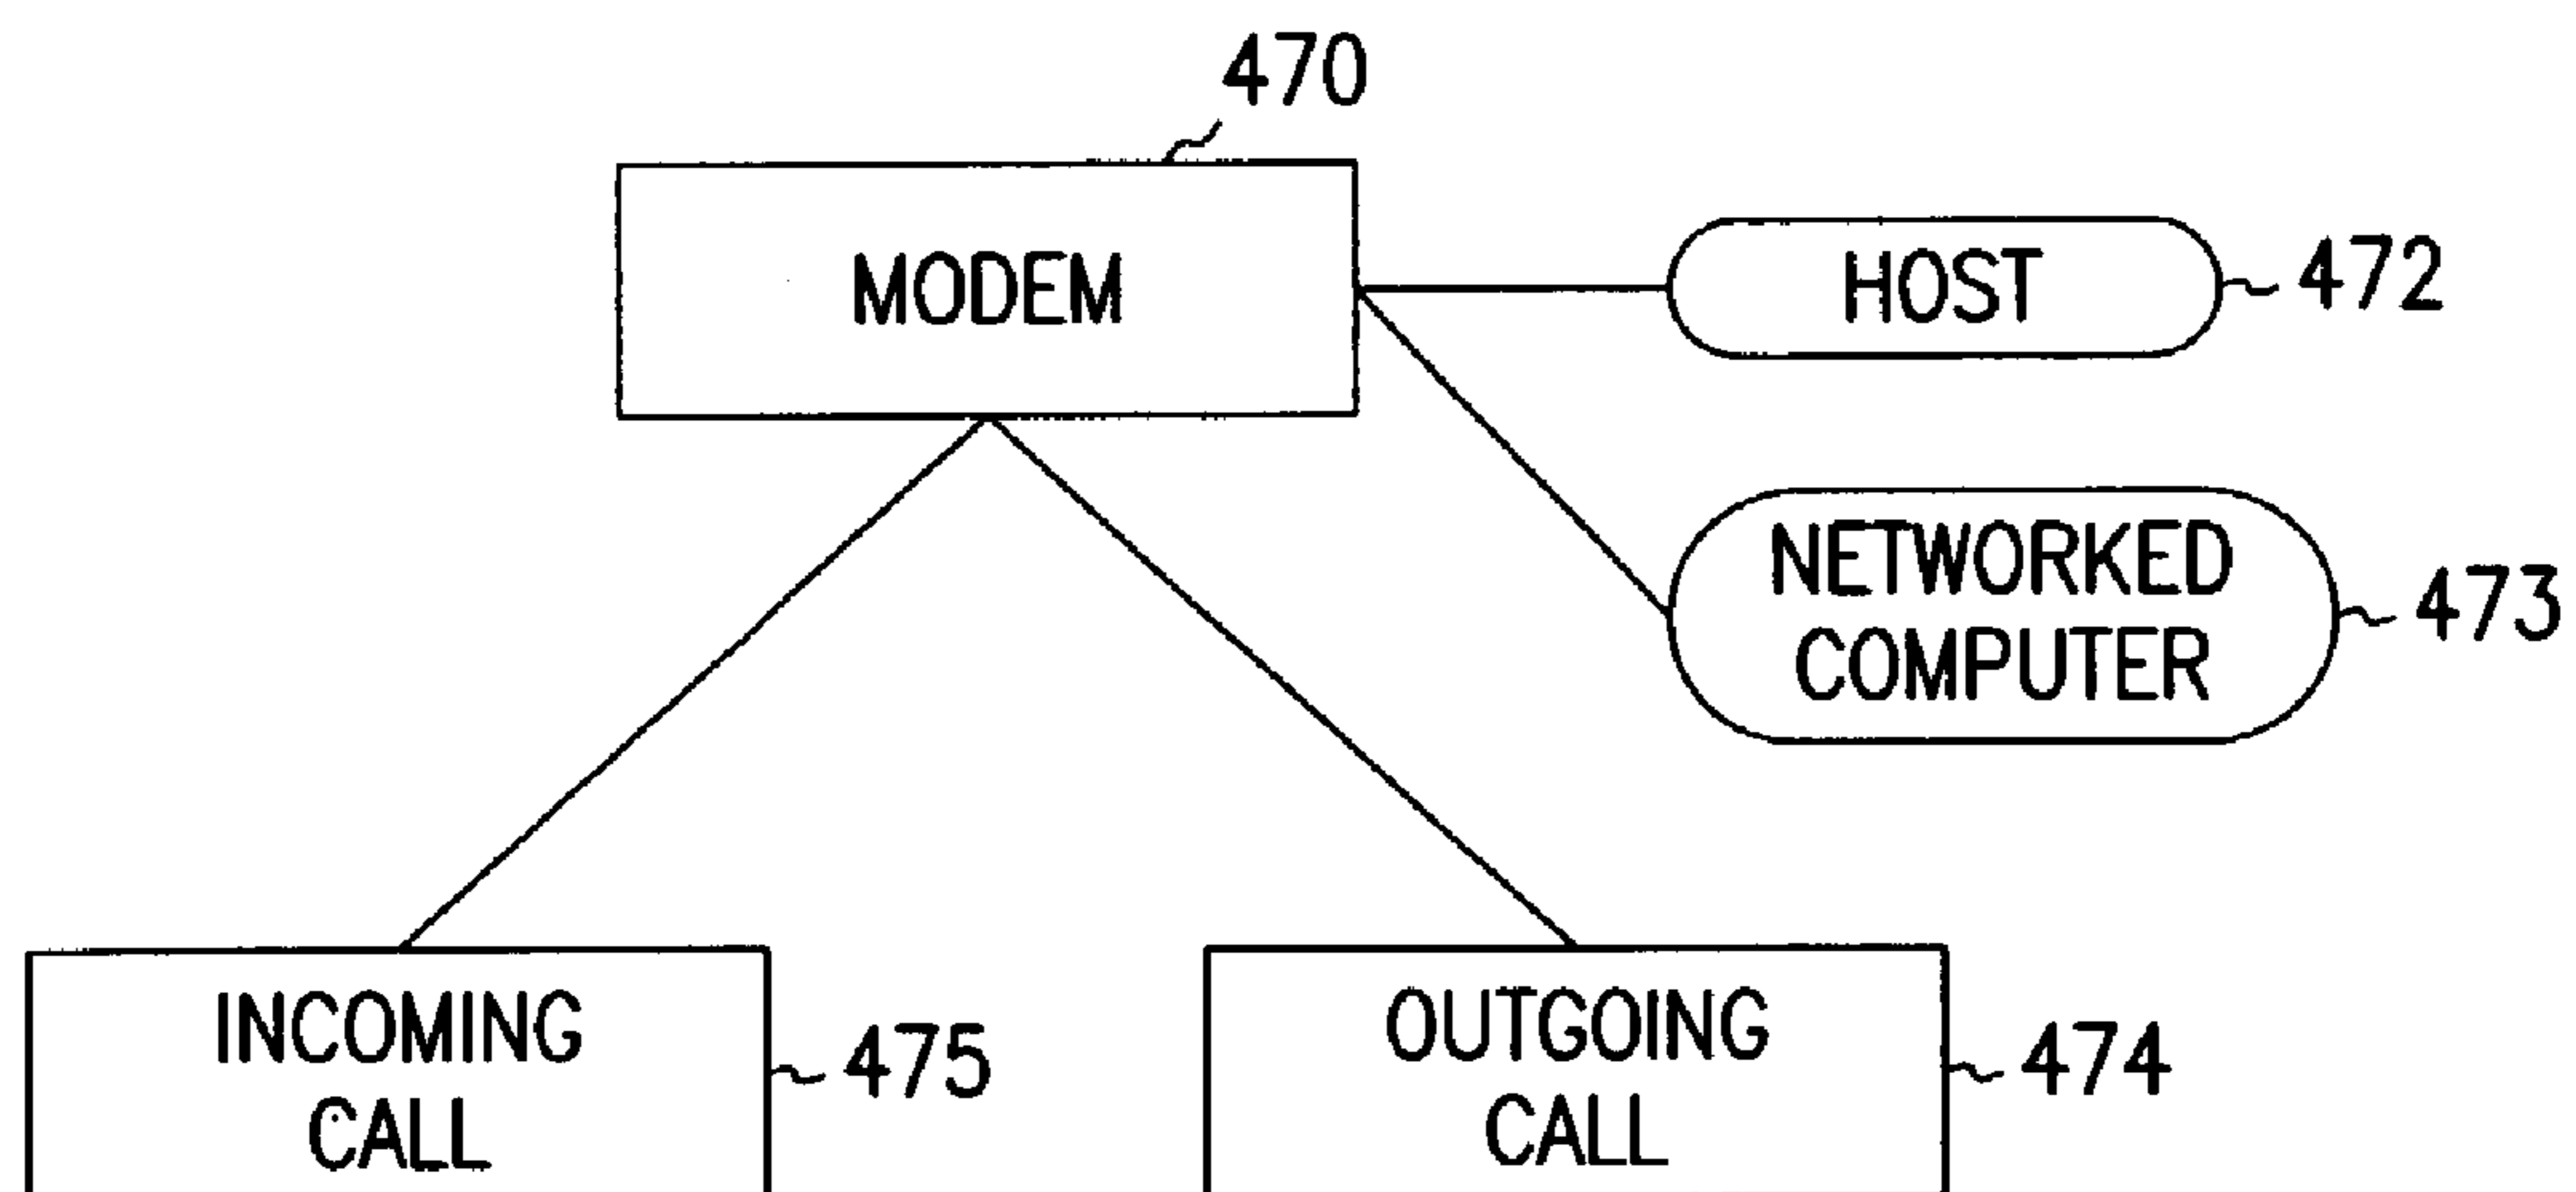 470
MODEM
HOST
472
NETWORKED
COMPUTER
473
INCOMING
CALL
475
OUTGOING
CALL
474